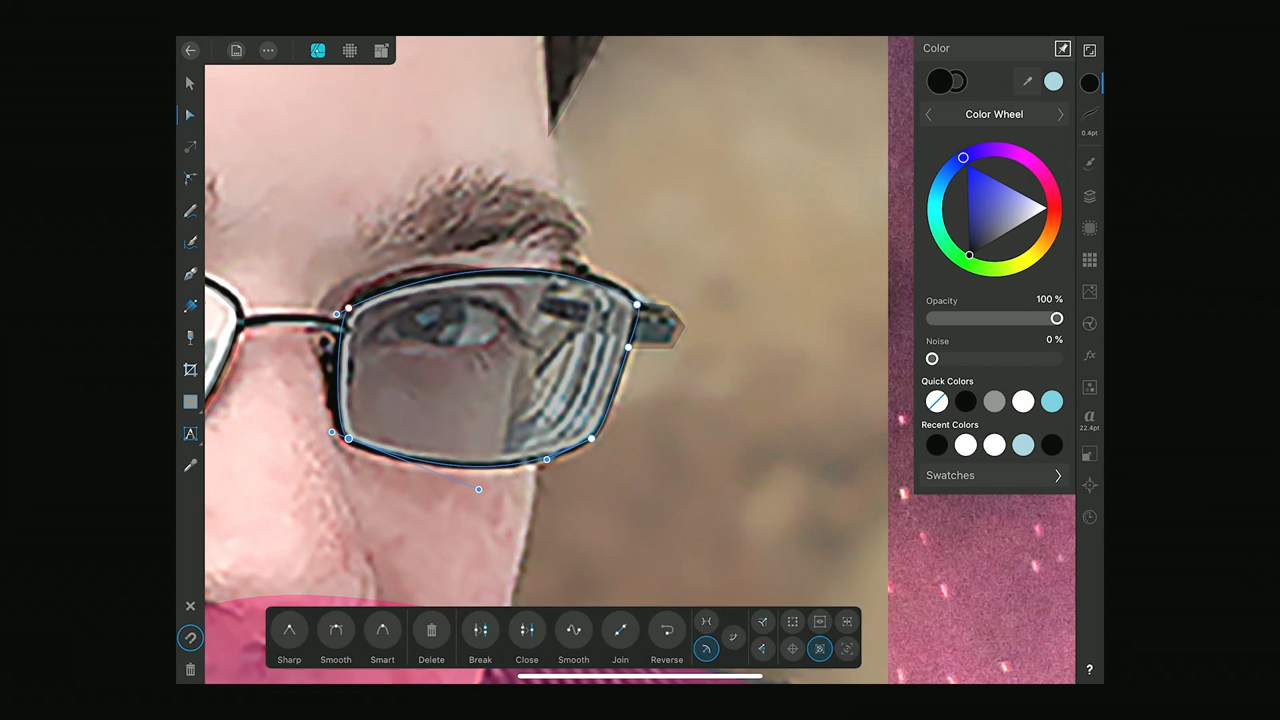 Color
Color Wheel
0.4pt
Opacity 100 %
Noise 0 %
Quick Colors
Recent Colors
a
22.4pt
Swatches
fx
A
Sharp Smooth Smart Delete Break Close Smooth Join Reverse
?